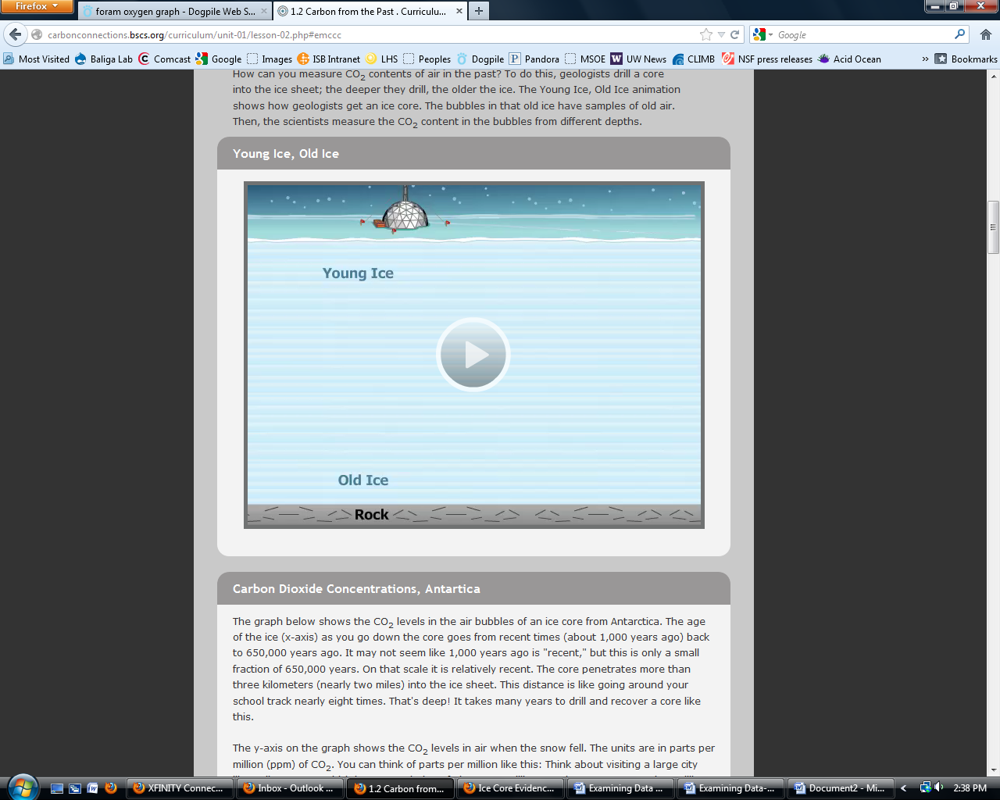 Firefox
foram oxygen graph - Dogpile Web S...
1.2 Carbon from the Past . Curriculu...
carbonconnections.bscs.org/curriculum/unit-01/lesson-02.php#emccc
Google
Most Visited Baliga Lab Comcast Google Images ISB Intranet LHS Peoples Dogpile Pandora MSOE UW News CLIMB NSF press releases Acid Ocean » Bookmarks
How can you measure CO2 contents of air in the past? To do this, geologists drill a core
into the ice sheet; the deeper they drill, the older the ice. The Young Ice, Old Ice animation
shows how geologists get an ice core. The bubbles in that old ice have samples of old air.
Then, the scientists measure the CO2 content in the bubbles from different depths.
Young Ice, Old Ice
Young Ice
Old Ice
Rock
Carbon Dioxide Concentrations, Antartica
The graph below shows the CO2 levels in the air bubbles of an ice core from Antarctica. The age
of the ice (x-axis) as you go down the core goes from recent times (about 1,000 years ago) back
to 650,000 years ago. It may not seem like 1,000 years ago is "recent," but this is only a small
fraction of 650,000 years. On that scale it is relatively recent. The core penetrates more than
three kilometers (nearly two miles) into the ice sheet. This distance is like going around your
school track nearly eight times. That's deep! It takes many years to drill and recover a core like
this.
The y-axis on the graph shows the CO2 levels in air when the snow fell. The units are in parts per
million (ppm) of CO2. You can think of parts per million like this: Think about visiting a large city
XFINITY Connec... Inbox - Outlook ... 1.2 Carbon from... Ice Core Evidenc... Examining Data ... Examining Data-... Document2 - Mi... 2:38 PM